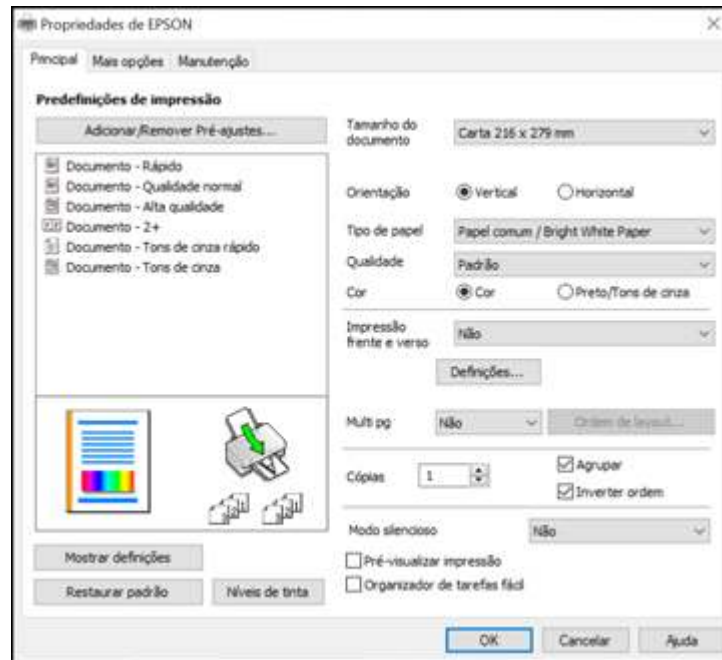 Propriedades de EPSON
Principal Mais opções Manutenção
Predefinições de impressão
Adicionar/Remover Pré-ajustes...
Documento - Rápido
Documento - Qualidade normal
Documento - Alta qualidade
Documento - 2+
Documento - Tons de cinza rápido
Documento - Tons de cinza
Mostrar definições
Restaurar padrão Níveis de tinta
Tamanho do documento Carta 216 x 279 mm
Orientação Vertical Horizontal
Tipo de papel Papel comum / Bright White Paper
Qualidade Padrão
Cor Cor Preto/Tons de cinza
Impressão frente e verso Não
Definições...
Multi pg Não Ordem de layout...
Cópias 1 Agrupar
Inverter ordem
Modo silencioso Não
Pré-visualizar impressão
Organizador de tarefas fácil
OK Cancelar Ajuda